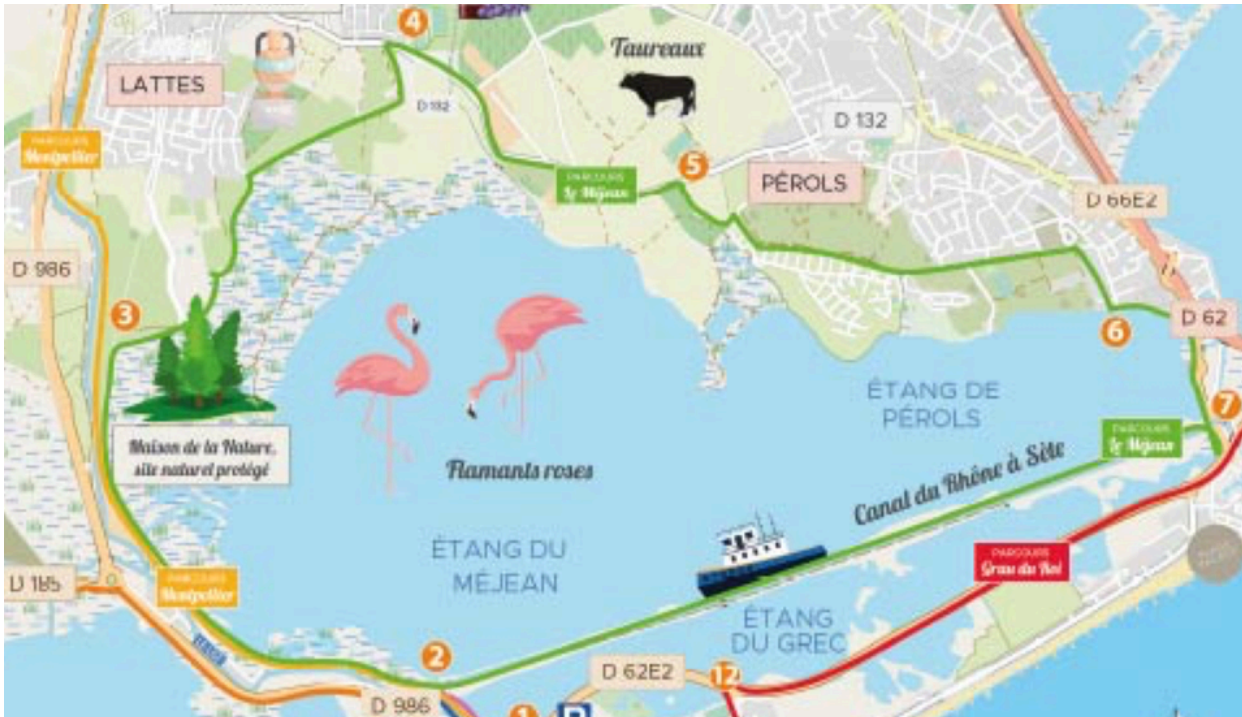 4
Taureaux
LATTES
D 132
D 132
PARCOURS
Montpellier
5
PARCOURS
Le Méjean
PÉROLS
D 66E2
D 986
3
6
D 62
ÉTANG DE
PÉROLS
7
PARCOURS
Le Méjean
Maison de la Nature,
site naturel protégé
Flamants roses
Canal du Rhône à Sète
ÉTANG DU
MÉJEAN
PARCOURS
Grau du Roi
D 185
PARCOURS
Montpellier
ÉTANG
DU GREC
2
D 62E2
12
D 986
1
P